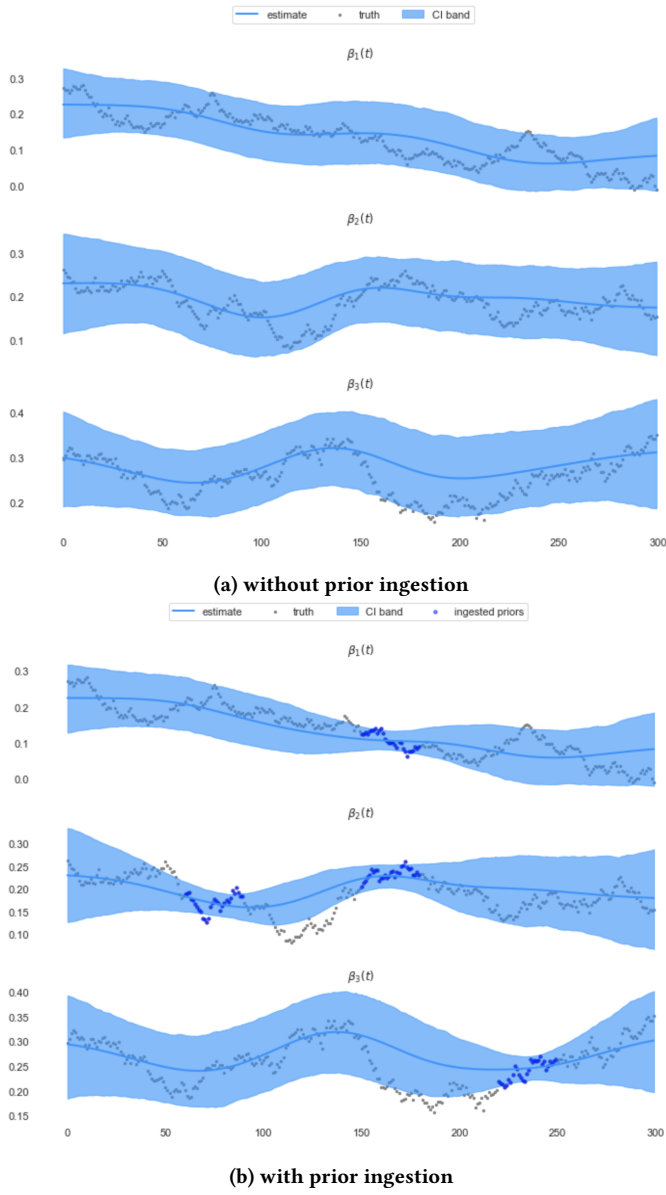 estimate truth CI band
β₁(t)
0.3
0.2
0.1
0.0
β₂(t)
0.3
0.2
0.1
β₃(t)
0.4
0.3
0.2
0 50 100 150 200 250 300
(a) without prior ingestion
estimate truth CI band ingested priors
β₁(t)
0.3
0.2
0.1
0.0
β₂(t)
0.30
0.25
0.20
0.15
0.10
β₃(t)
0.40
0.35
0.30
0.25
0.20
0.15
0 50 100 150 200 250 300
(b) with prior ingestion